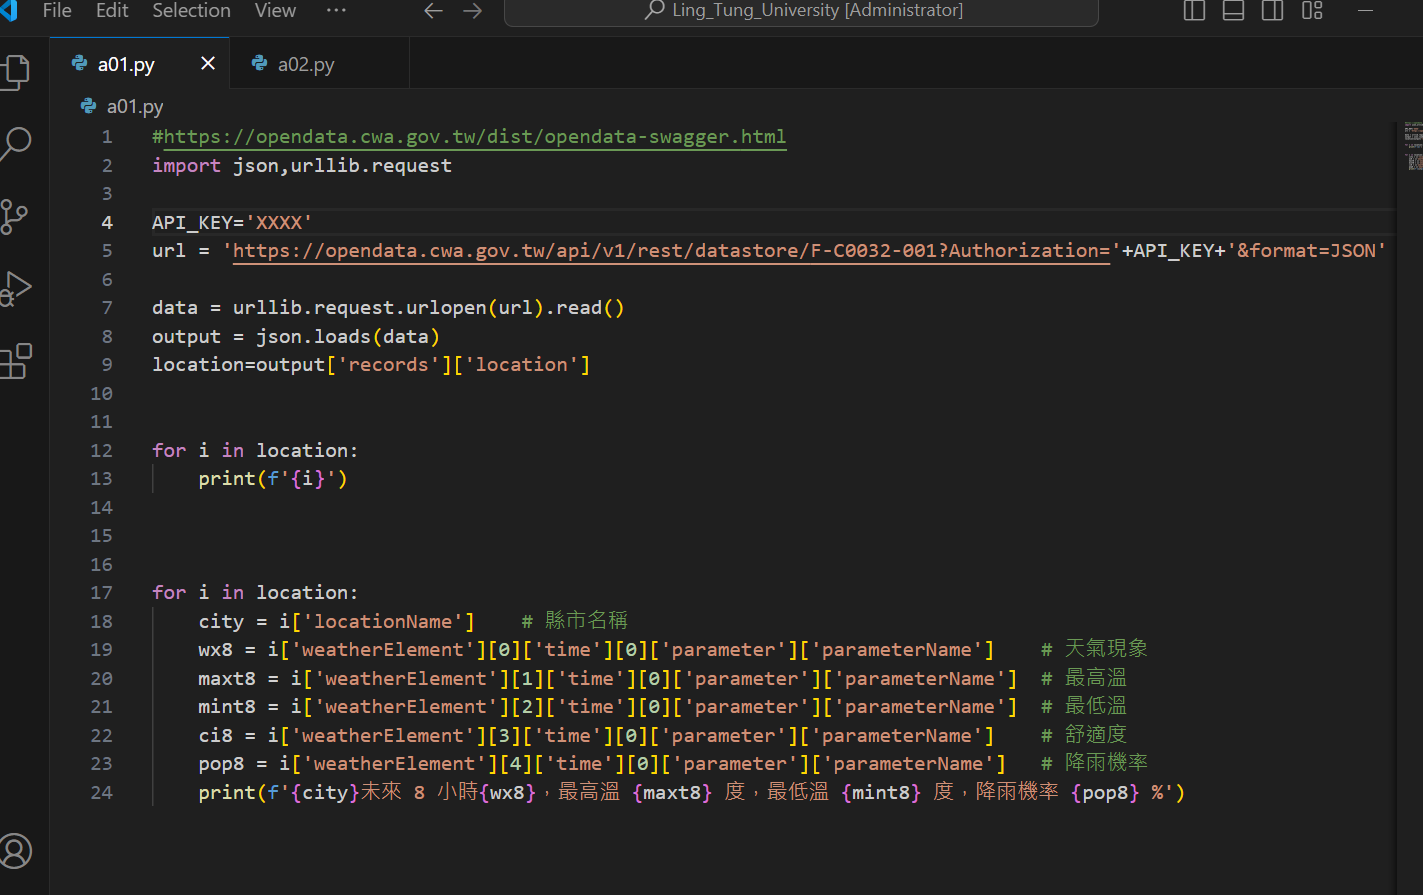 File Edit Selection View ··· Ling_Tung_University [Administrator]
a01.py a02.py
a01.py
1 #https://opendata.cwa.gov.tw/dist/opendata-swagger.html
2 import json,urllib.request
3
4 API_KEY='XXXX'
5 url = 'https://opendata.cwa.gov.tw/api/v1/rest/datastore/F-C0032-001?Authorization='+API_KEY+'&format=JSON'
6
7 data = urllib.request.urlopen(url).read()
8 output = json.loads(data)
9 location=output['records']['location']
10
11
12 for i in location:
13     print(f'{i}')
14
15
16
17 for i in location:
18     city = i['locationName']    # 縣市名稱
19     wx8 = i['weatherElement'][0]['time'][0]['parameter']['parameterName']    # 天氣現象
20     maxt8 = i['weatherElement'][1]['time'][0]['parameter']['parameterName']  # 最高溫
21     mint8 = i['weatherElement'][2]['time'][0]['parameter']['parameterName']  # 最低溫
22     ci8 = i['weatherElement'][3]['time'][0]['parameter']['parameterName']    # 舒適度
23     pop8 = i['weatherElement'][4]['time'][0]['parameter']['parameterName']   # 降雨機率
24     print(f'{city}未來 8 小時{wx8}，最高溫 {maxt8} 度，最低溫 {mint8} 度，降雨機率 {pop8} %')